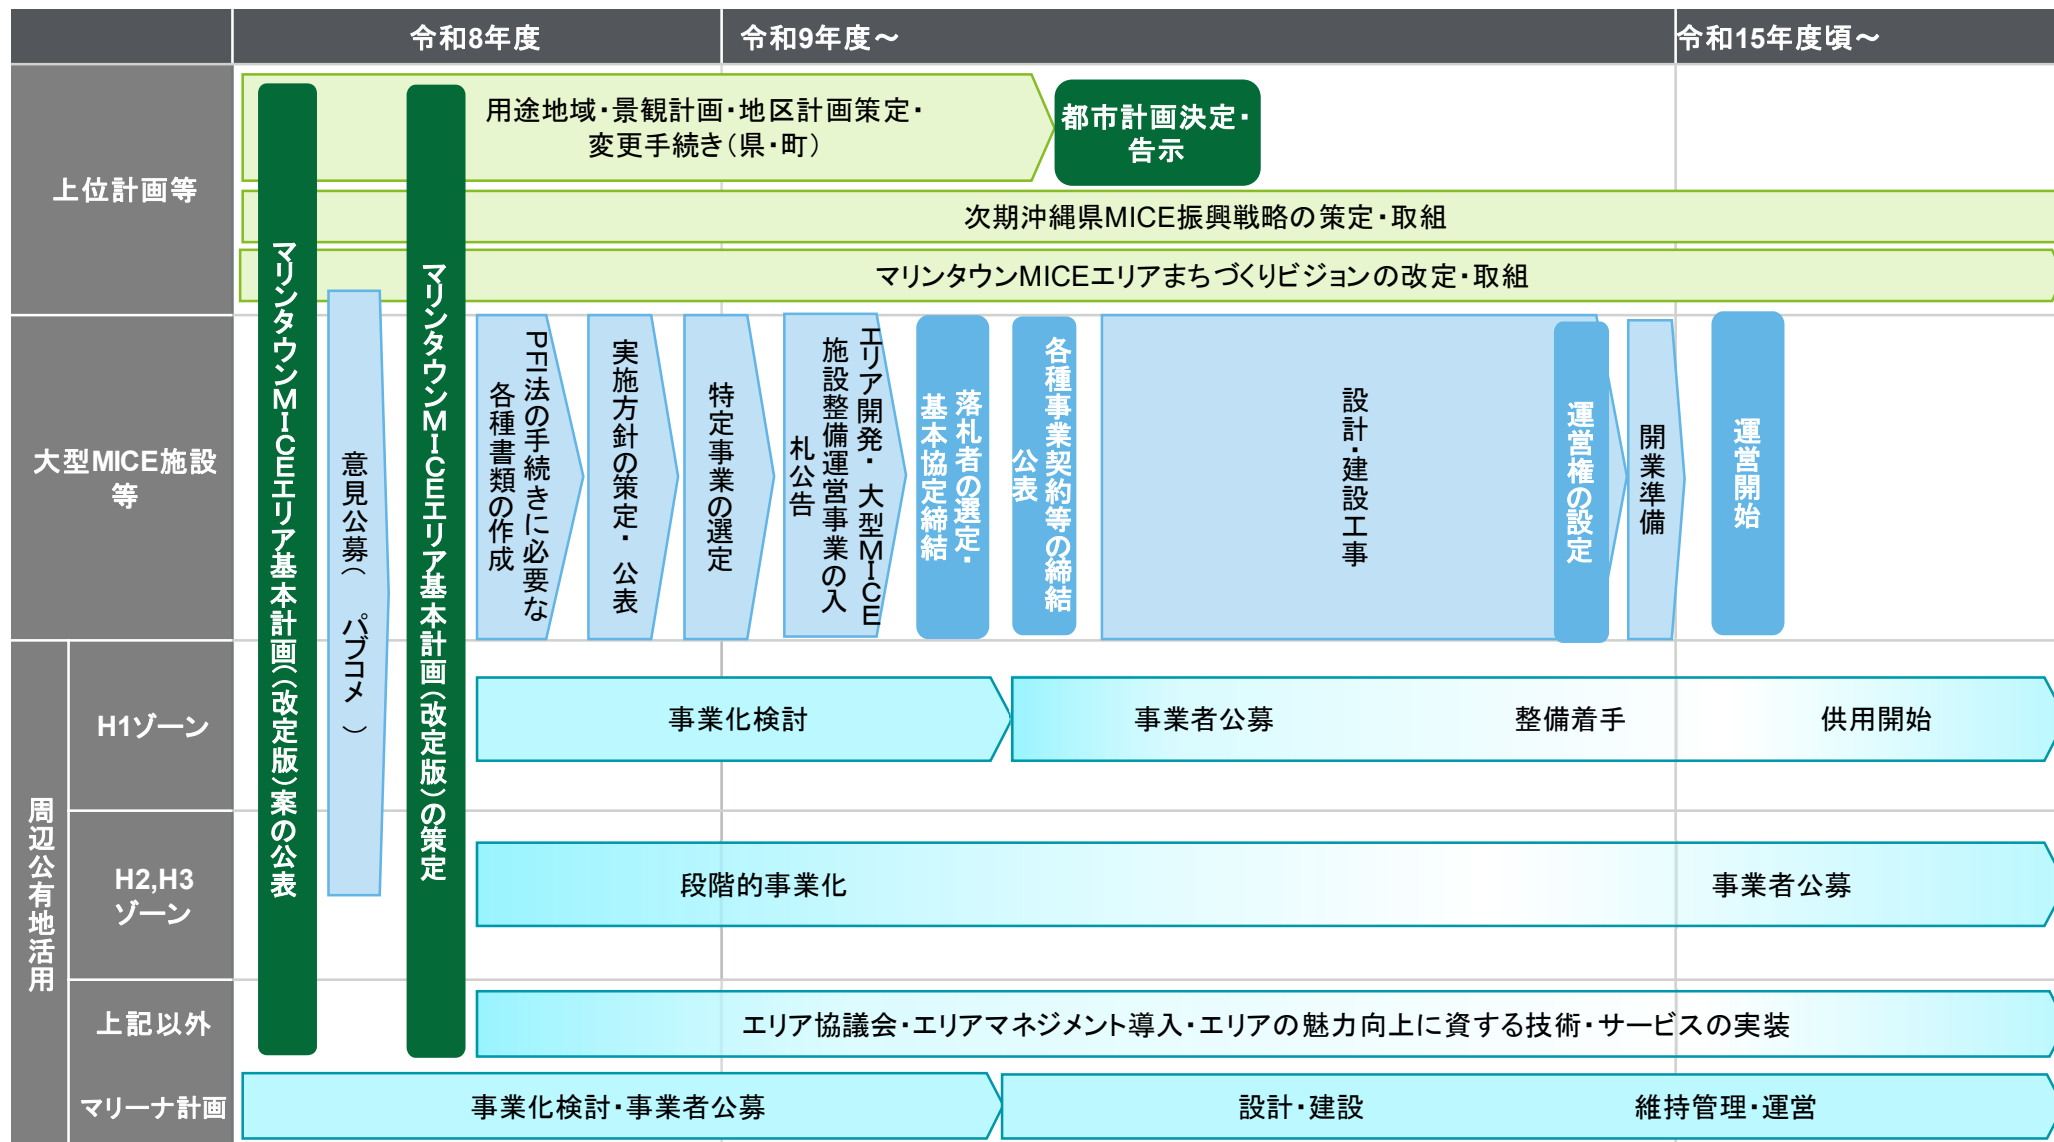 令和8年度
令和9年度～
令和15年度頃～
上位計画等
用途地域・景観計画・地区計画策定・
変更手続き（県・町）
都市計画決定・
告示
次期沖縄県MICE振興戦略の策定・取組
マリンタウンMICEエリアまちづくりビジョンの改定・取組
マリンタウンMICEエリア基本計画（（改定版）案の公表
意見公募（　パブコメ　）
マリンタウンMICEエリア基本計画（改定版）の策定
大型MICE施設
等
PFI法の手続きに必要な
各種書類の作成
実施方針の策定・　公表
特定事業の選定
エリア開発・　大型MICE
施設整備運営事業の入
札公告
落札者の選定・
基本協定締結
各種事業契約等の締結
公表
設計・建設工事
運営権の設定
開業準備
運営開始
周辺公有地活用
H1ゾーン
事業化検討
事業者公募
整備着手
供用開始
H2,H3
ゾーン
段階的事業化
事業者公募
上記以外
エリア協議会・エリアマネジメント導入・エリアの魅力向上に資する技術・サービスの実装
マリーナ計画
事業化検討・事業者公募
設計・建設
維持管理・運営